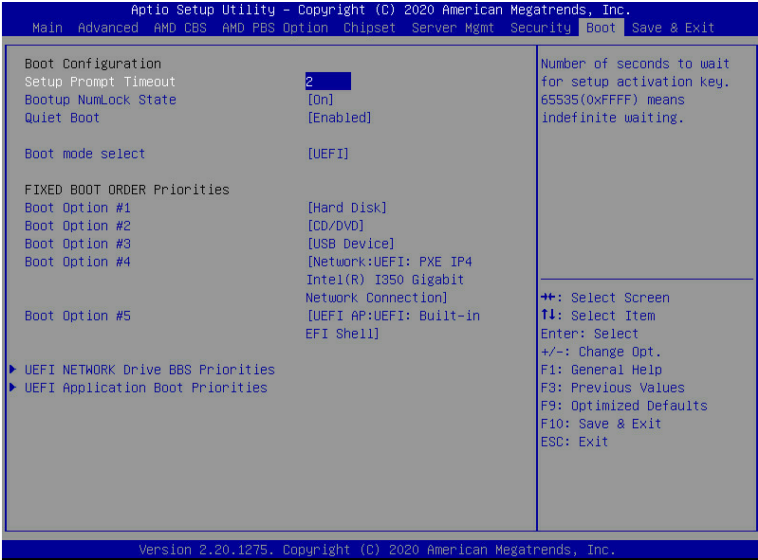 Aptio Setup Utility – Copyright (C) 2020 American Megatrends, Inc.
Main Advanced AMD CBS AMD PBS Option Chipset Server Mgmt Security Boot Save & Exit
Boot Configuration
Setup Prompt Timeout 2
Bootup NumLock State [On]
Quiet Boot [Enabled]
Boot mode select [UEFI]
FIXED BOOT ORDER Priorities
Boot Option #1 [Hard Disk]
Boot Option #2 [CD/DVD]
Boot Option #3 [USB Device]
Boot Option #4 [Network:UEFI: PXE IP4
Intel(R) I350 Gigabit
Network Connection]
Boot Option #5 [UEFI AP:UEFI: Built-in
EFI Shell]
UEFI NETWORK Drive BBS Priorities
UEFI Application Boot Priorities
Number of seconds to wait
for setup activation key.
65535(0xFFFF) means
indefinite waiting.
→←: Select Screen
↑↓: Select Item
Enter: Select
+/-: Change Opt.
F1: General Help
F3: Previous Values
F9: Optimized Defaults
F10: Save & Exit
ESC: Exit
Version 2.20.1275. Copyright (C) 2020 American Megatrends, Inc.